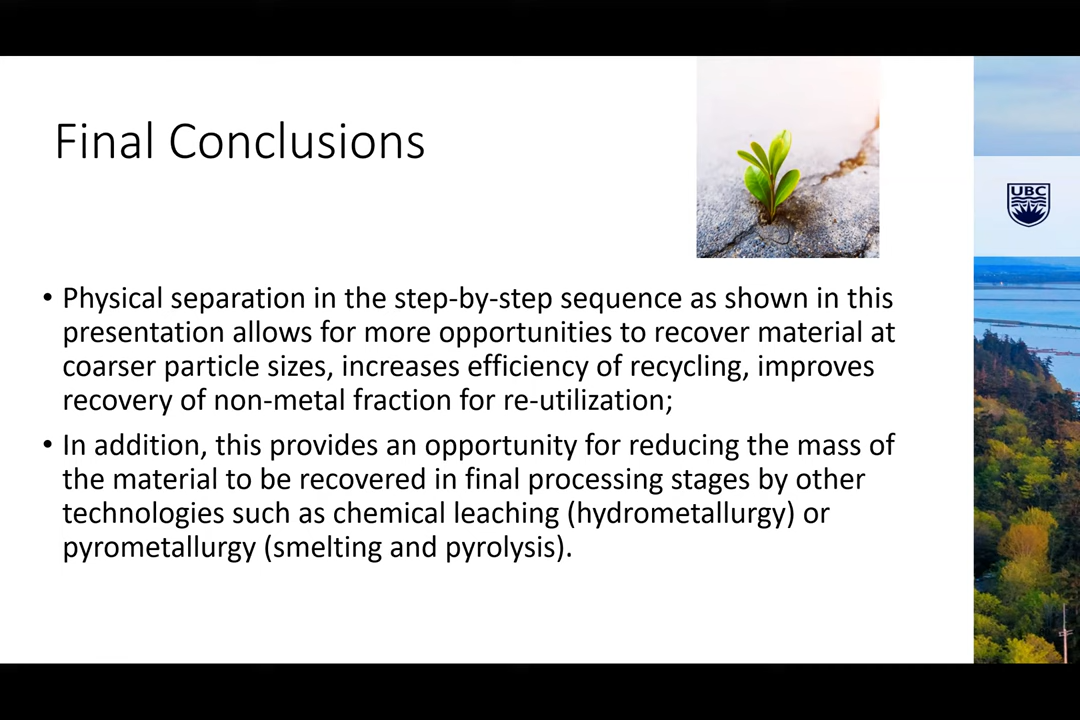 Final Conclusions
UBC
• Physical separation in the step-by-step sequence as shown in this
presentation allows for more opportunities to recover material at
coarser particle sizes, increases efficiency of recycling, improves
recovery of non-metal fraction for re-utilization;
• In addition, this provides an opportunity for reducing the mass of
the material to be recovered in final processing stages by other
technologies such as chemical leaching (hydrometallurgy) or
pyrometallurgy (smelting and pyrolysis).